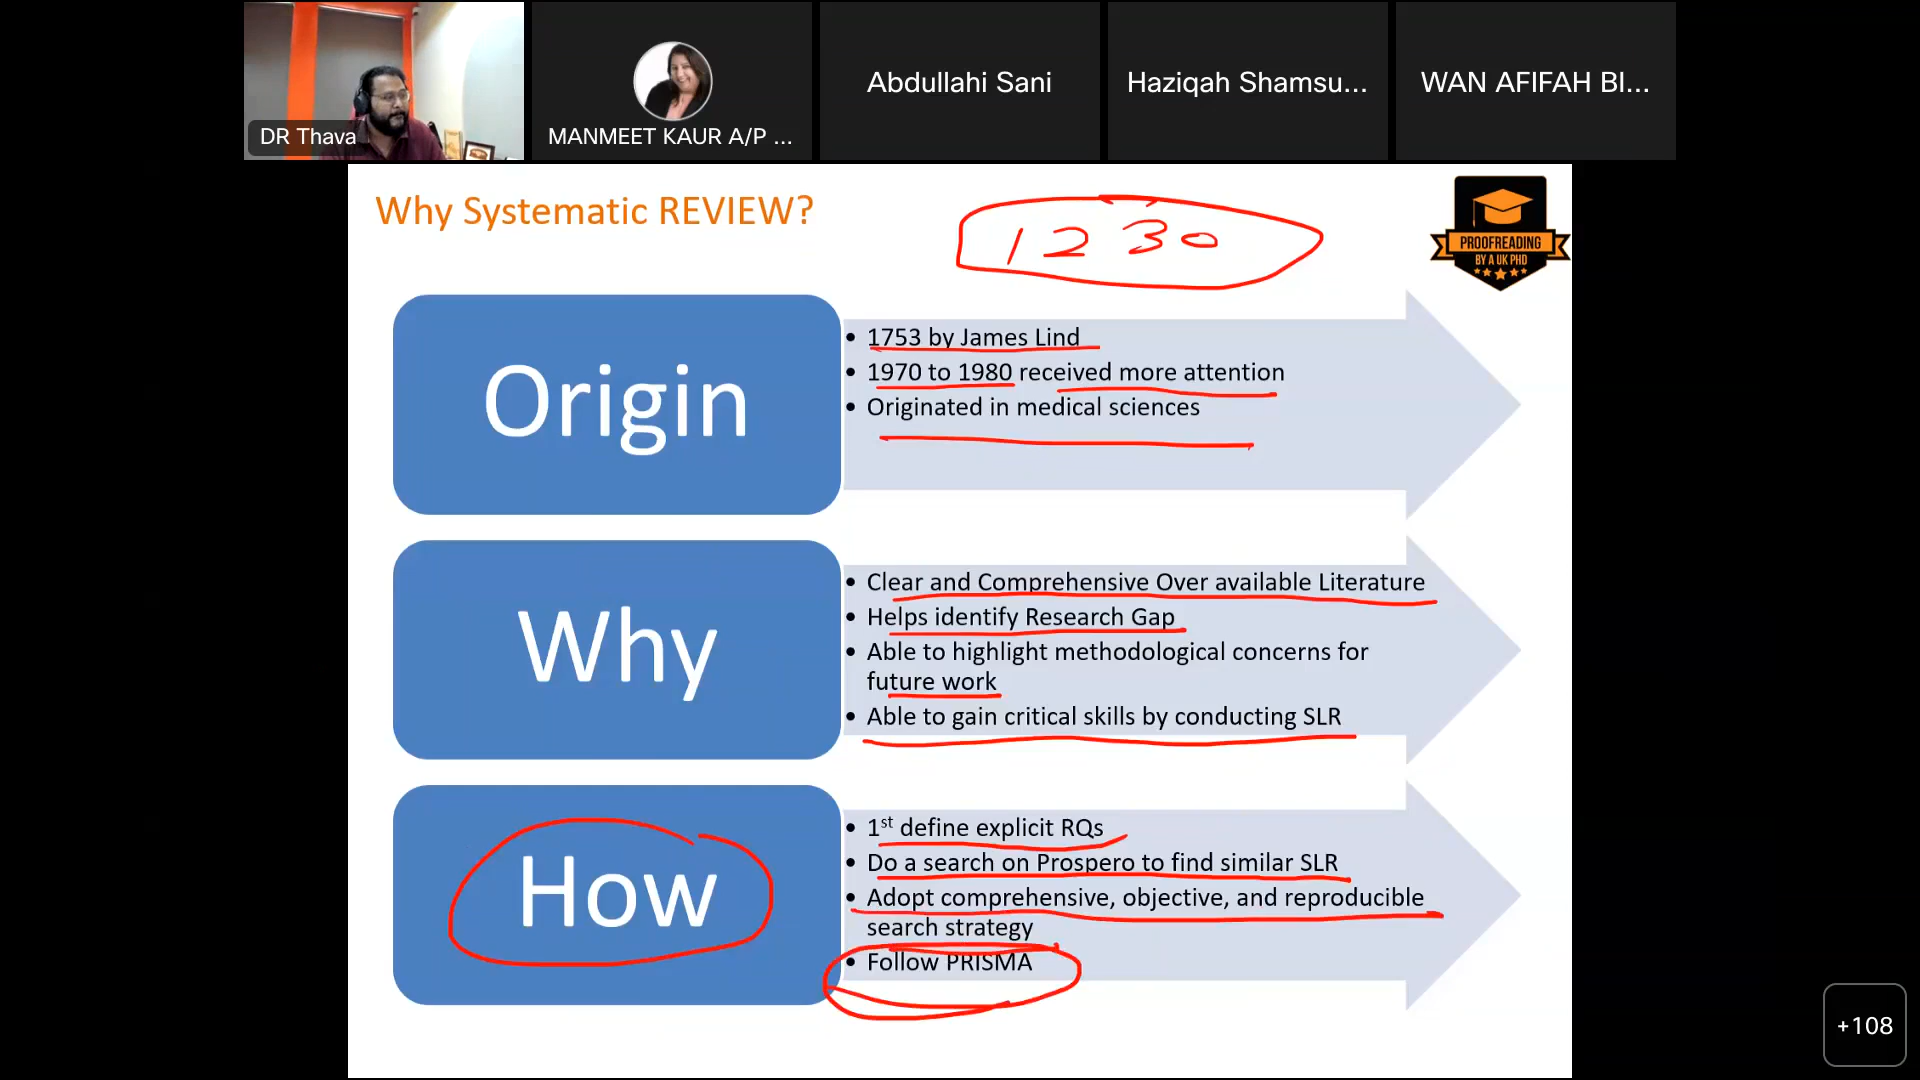 DR Thava
MANMEET KAUR A/P ...
Abdullahi Sani
Haziqah Shamsu...
WAN AFIFAH BI...
Why Systematic REVIEW?
1 2 3 0
PROOFREADING
BY A UK PHD
Origin
• 1753 by James Lind
• 1970 to 1980 received more attention
• Originated in medical sciences
Why
• Clear and Comprehensive Over available Literature
• Helps identify Research Gap
• Able to highlight methodological concerns for
future work
• Able to gain critical skills by conducting SLR
How
• 1st define explicit RQs
• Do a search on Prospero to find similar SLR
• Adopt comprehensive, objective, and reproducible
search strategy
• Follow PRISMA
+108